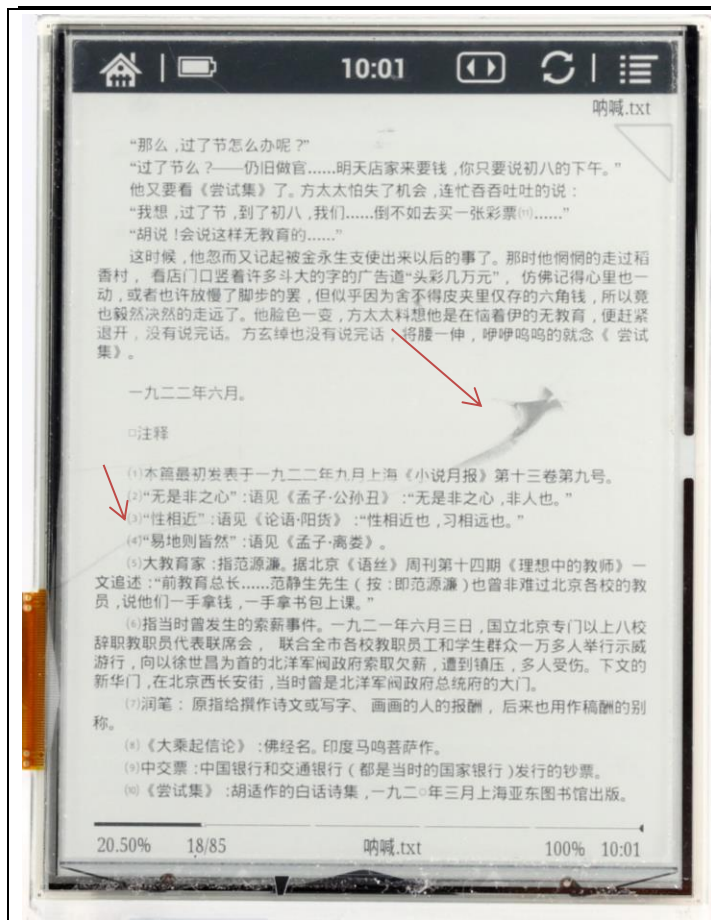 10:01
呐喊.txt
“那么,过了节怎么办呢?”
“过了节么?——仍旧做官……明天店家来要钱,你只要说初八的下午。”
他又要看《尝试集》了。方太太怕失了机会,连忙吞吞吐吐的说:
“我想,过了节,到了初八,我们……倒不如去买一张彩票⑾……”
“胡说!会说这样无教育的……”
这时候,他忽而又记起被金永生支使出来以后的事了。那时他惘惘的走过稻
香村, 看店门口竖着许多斗大的字的广告道“头彩几万元”, 仿佛记得心里也一
动,或者也许放慢了脚步的罢,但似乎因为舍不得皮夹里仅存的六角钱,所以竟
也毅然决然的走远了。他脸色一变,方太太料想他是在恼着伊的无教育,便赶紧
退开,没有说完话。方玄绰也没有说完话,将腰一伸,咿咿呜呜的就念《 尝试
集》。
一九二二年六月。
□注释
⑴本篇最初发表于一九二二年九月上海《小说月报》第十三卷第九号。
⑵“无是非之心”:语见《孟子·公孙丑》:“无是非之心,非人也。”
⑶“性相近”:语见《论语·阳货》:“性相近也,习相远也。”
⑷“易地则皆然”:语见《孟子·离娄》。
⑸大教育家:指范源濂。据北京《语丝》周刊第十四期《理想中的教师》一
文追述:“前教育总长……范静生先生(按:即范源濂)也曾非难过北京各校的教
员,说他们一手拿钱,一手拿书包上课。”
⑹指当时曾发生的索薪事件。一九二一年六月三日,国立北京专门以上八校
辞职教职员代表联席会, 联合全市各校教职员工和学生群众一万多人举行示威
游行,向以徐世昌为首的北洋军阀政府索取欠薪,遭到镇压,多人受伤。下文的
新华门,在北京西长安街,当时曾是北洋军阀政府总统府的大门。
⑺润笔: 原指给撰作诗文或写字、 画画的人的报酬, 后来也用作稿酬的别
称。
⑻《大乘起信论》:佛经名。印度马鸣菩萨作。
⑼中交票:中国银行和交通银行(都是当时的国家银行)发行的钞票。
⑽《尝试集》:胡适作的白话诗集,一九二○年三月上海亚东图书馆出版。
20.50% 18/85 呐喊.txt 100% 10:01